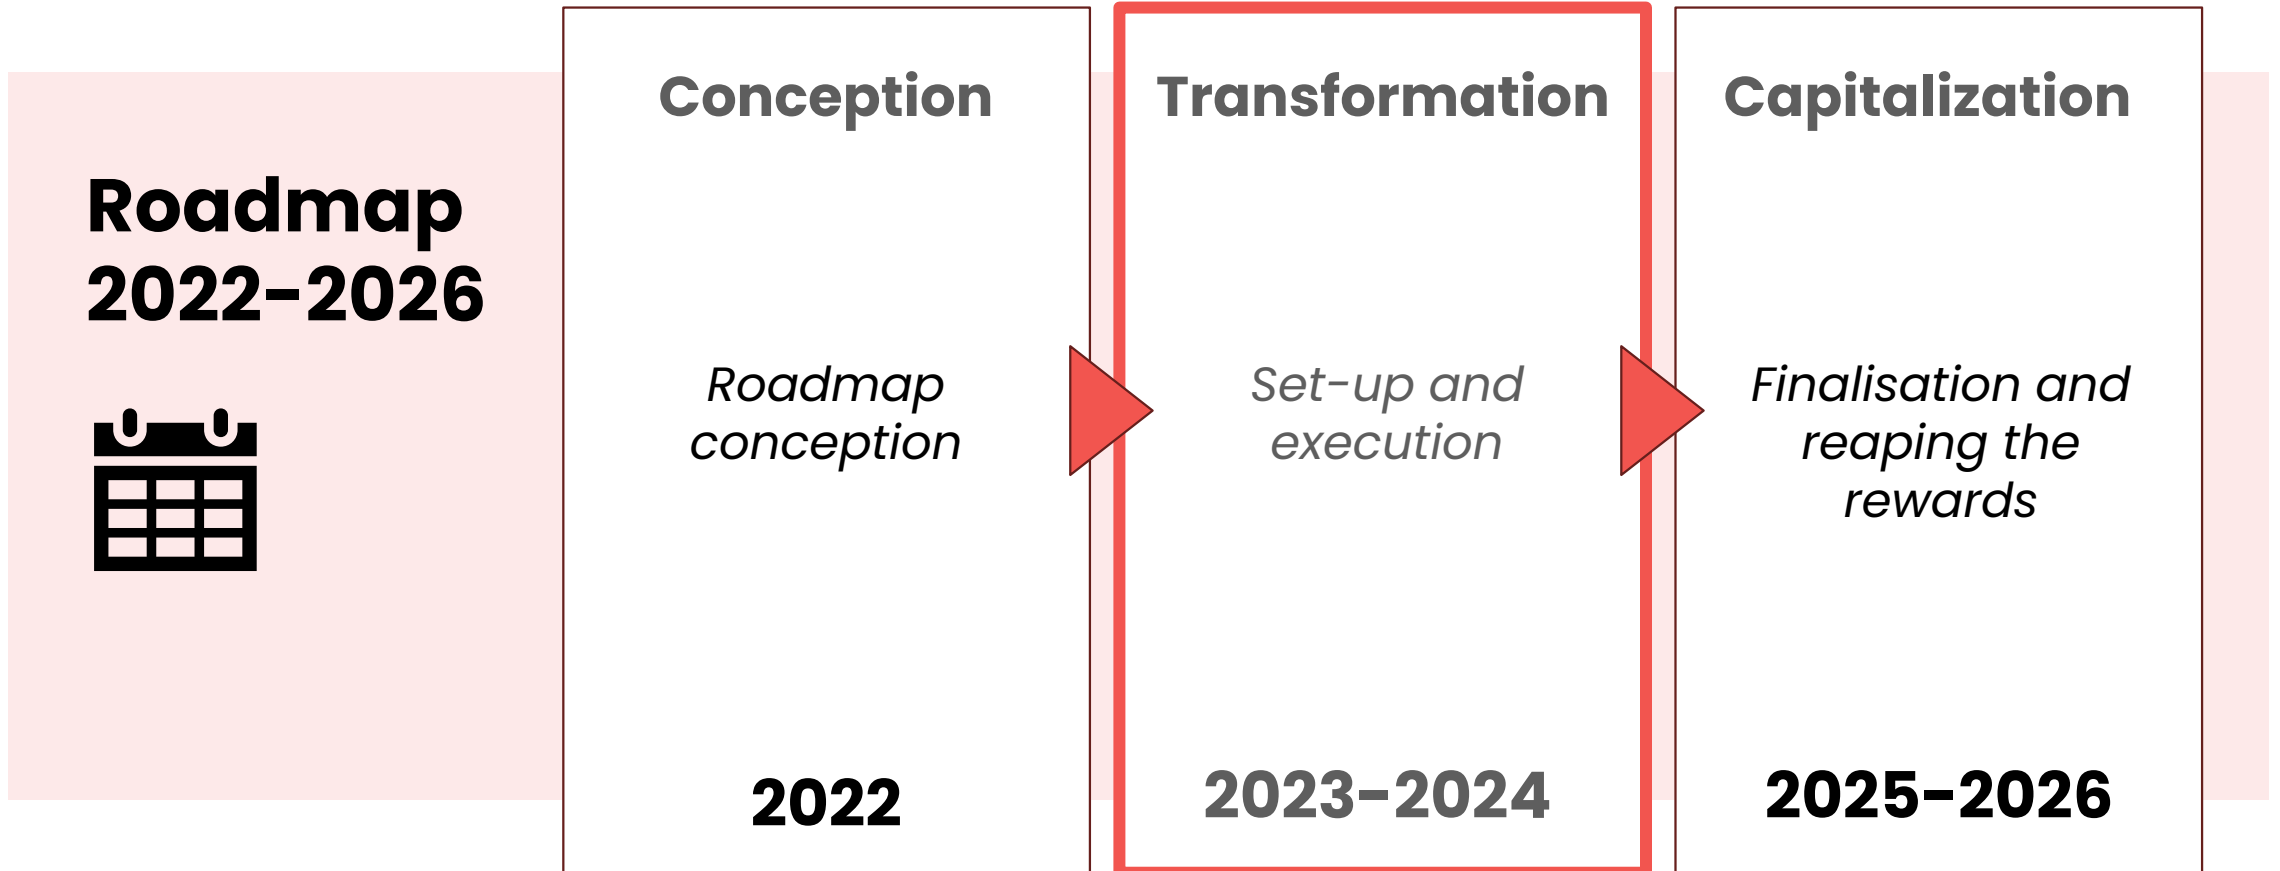 Roadmap
2022-2026
Conception
Roadmap
conception
2022
Transformation
Set-up and
execution
2023-2024
Capitalization
Finalisation and
reaping the
rewards
2025-2026